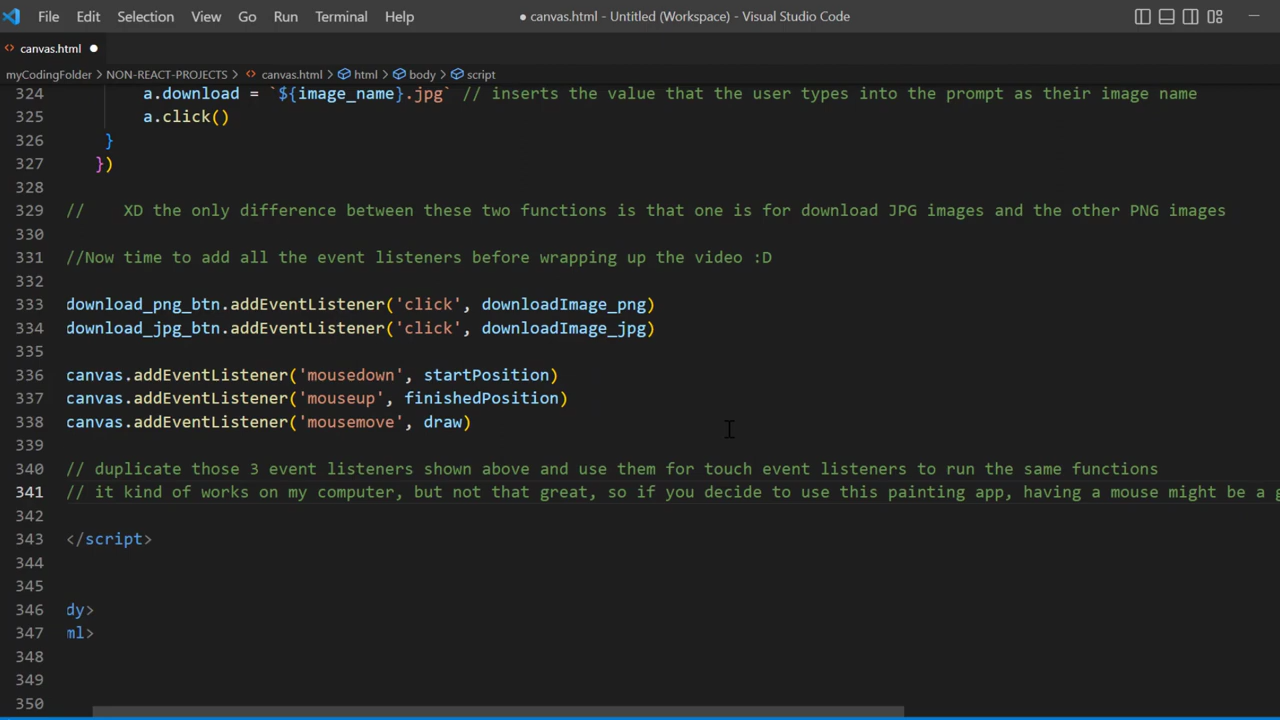 File Edit Selection View Go Run Terminal Help ● canvas.html - Untitled (Workspace) - Visual Studio Code
<> canvas.html ●
myCodingFolder > NON-REACT-PROJECTS > <> canvas.html > html > body > script
324 a.download = `${image_name}.jpg` // inserts the value that the user types into the prompt as their image name
325 a.click()
326 }
327 })
328
329 // XD the only difference between these two functions is that one is for download JPG images and the other PNG images
330
331 //Now time to add all the event listeners before wrapping up the video :D
332
333 download_png_btn.addEventListener('click', downloadImage_png)
334 download_jpg_btn.addEventListener('click', downloadImage_jpg)
335
336 canvas.addEventListener('mousedown', startPosition)
337 canvas.addEventListener('mouseup', finishedPosition)
338 canvas.addEventListener('mousemove', draw)
339
340 // duplicate those 3 event listeners shown above and use them for touch event listeners to run the same functions
341 // it kind of works on my computer, but not that great, so if you decide to use this painting app, having a mouse might be a g
342
343 </script>
344
345
346 dy>
347 ml>
348
349
350